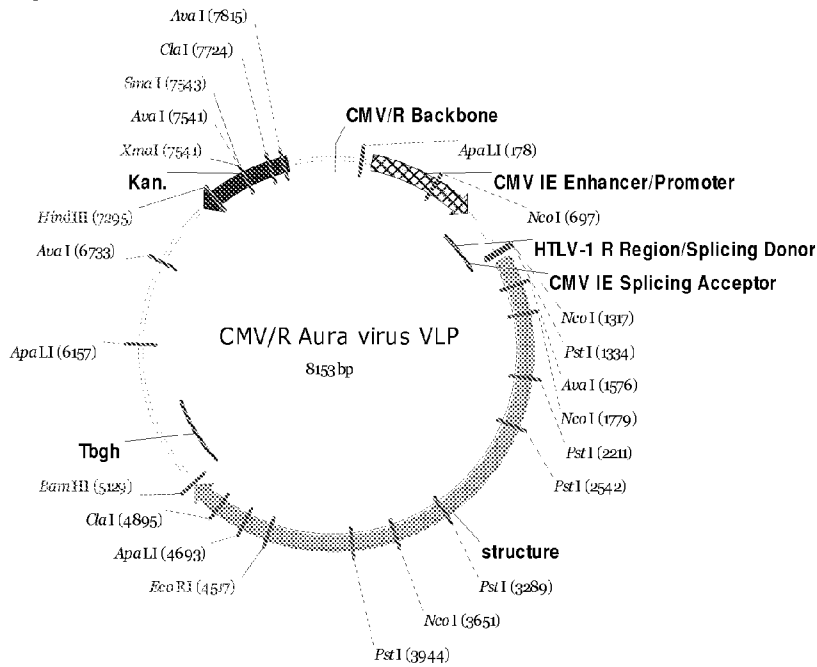 Ava I (7815)
Cla I (7724)
Sma I (7543)
Ava I (7541)
Xma I (7541)
Kan.
Hind III (7295)
Ava I (6733)
Apa LI (6157)
Tbgh
Bam HI (5129)
Cla I (4895)
Apa LI (4693)
Eco RI (4517)
CMV/R Backbone
Apa LI (178)
CMV IE Enhancer/Promoter
Nco I (697)
HTLV-1 R Region/Splicing Donor
CMV IE Splicing Acceptor
Nco I (1317)
Pst I (1334)
Ava I (1576)
Nco I (1779)
Pst I (2211)
Pst I (2542)
structure
Pst I (3289)
Nco I (3651)
Pst I (3944)
CMV/R Aura virus VLP
8153 bp